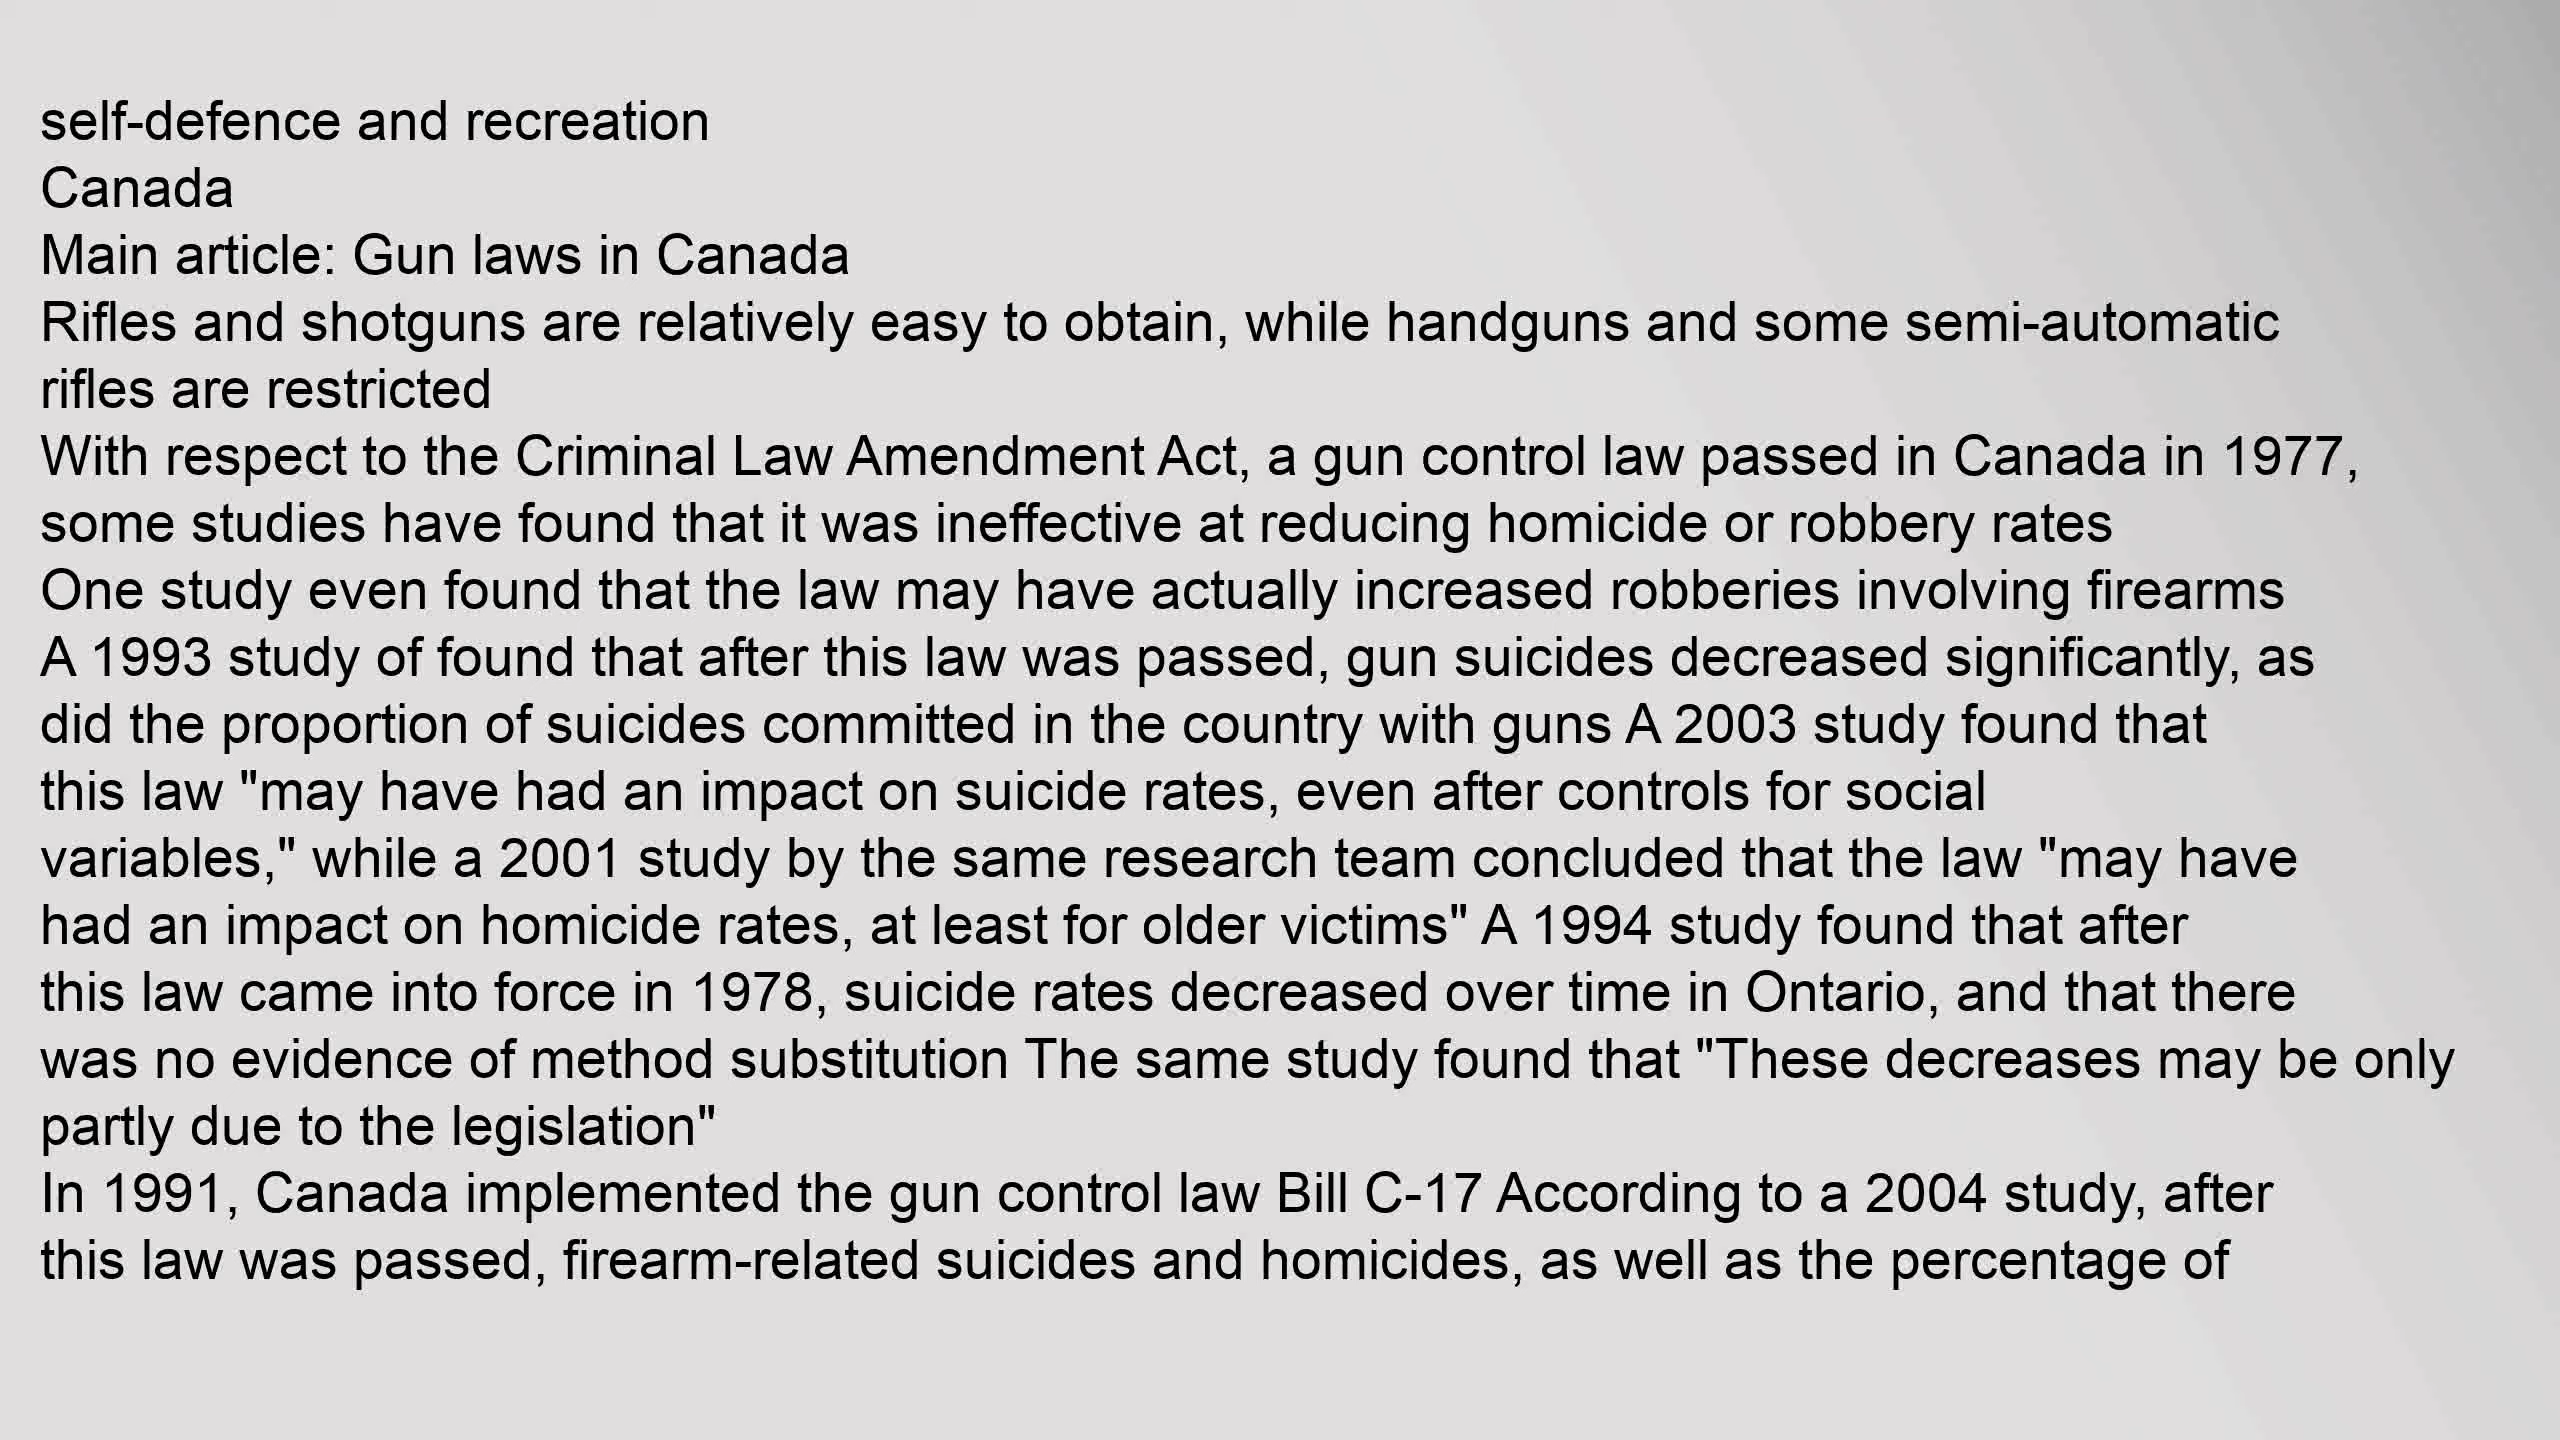 self-defence and recreation
Canada
Main article: Gun laws in Canada
Rifles and shotguns are relatively easy to obtain, while handguns and some semi-automatic
rifles are restricted
With respect to the Criminal Law Amendment Act, a gun control law passed in Canada in 1977,
some studies have found that it was ineffective at reducing homicide or robbery rates
One study even found that the law may have actually increased robberies involving firearms
A 1993 study of found that after this law was passed, gun suicides decreased significantly, as
did the proportion of suicides committed in the country with guns A 2003 study found that
this law "may have had an impact on suicide rates, even after controls for social
variables," while a 2001 study by the same research team concluded that the law "may have
had an impact on homicide rates, at least for older victims" A 1994 study found that after
this law came into force in 1978, suicide rates decreased over time in Ontario, and that there
was no evidence of method substitution The same study found that "These decreases may be only
partly due to the legislation"
In 1991, Canada implemented the gun control law Bill C-17 According to a 2004 study, after
this law was passed, firearm-related suicides and homicides, as well as the percentage of